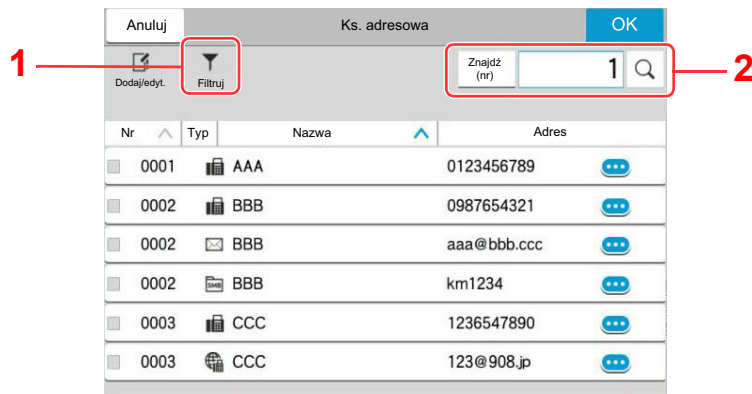 Anuluj Ks. adresowa OK
1 2
Dodaj/edyt. Filtruj Znajdź (nr) 1
Nr Typ Nazwa Adres
0001 AAA 0123456789
0002 BBB 0987654321
0002 BBB aaa@bbb.ccc
0002 SMB BBB km1234
0003 CCC 1236547890
0003 CCC 123@908.jp